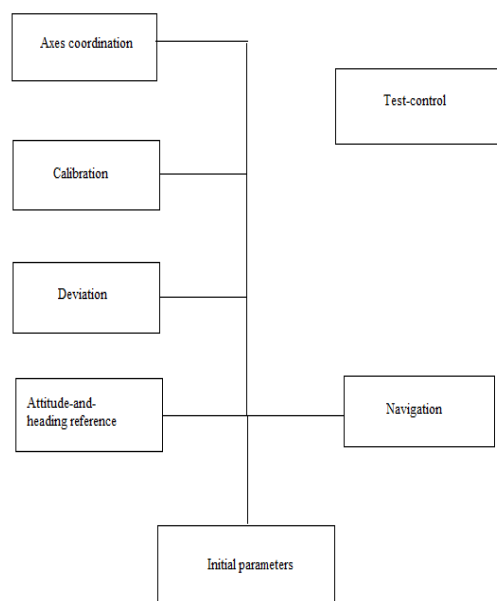 Axes coordination
Test-control
Calibration
Deviation
Attitude-and-
heading reference
Navigation
Initial parameters